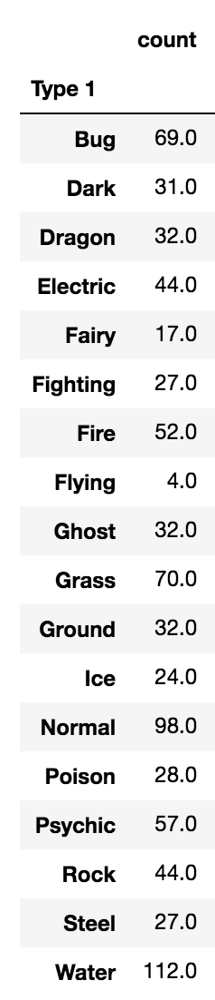 count
Type 1
Bug 69.0
Dark 31.0
Dragon 32.0
Electric 44.0
Fairy 17.0
Fighting 27.0
Fire 52.0
Flying 4.0
Ghost 32.0
Grass 70.0
Ground 32.0
Ice 24.0
Normal 98.0
Poison 28.0
Psychic 57.0
Rock 44.0
Steel 27.0
Water 112.0